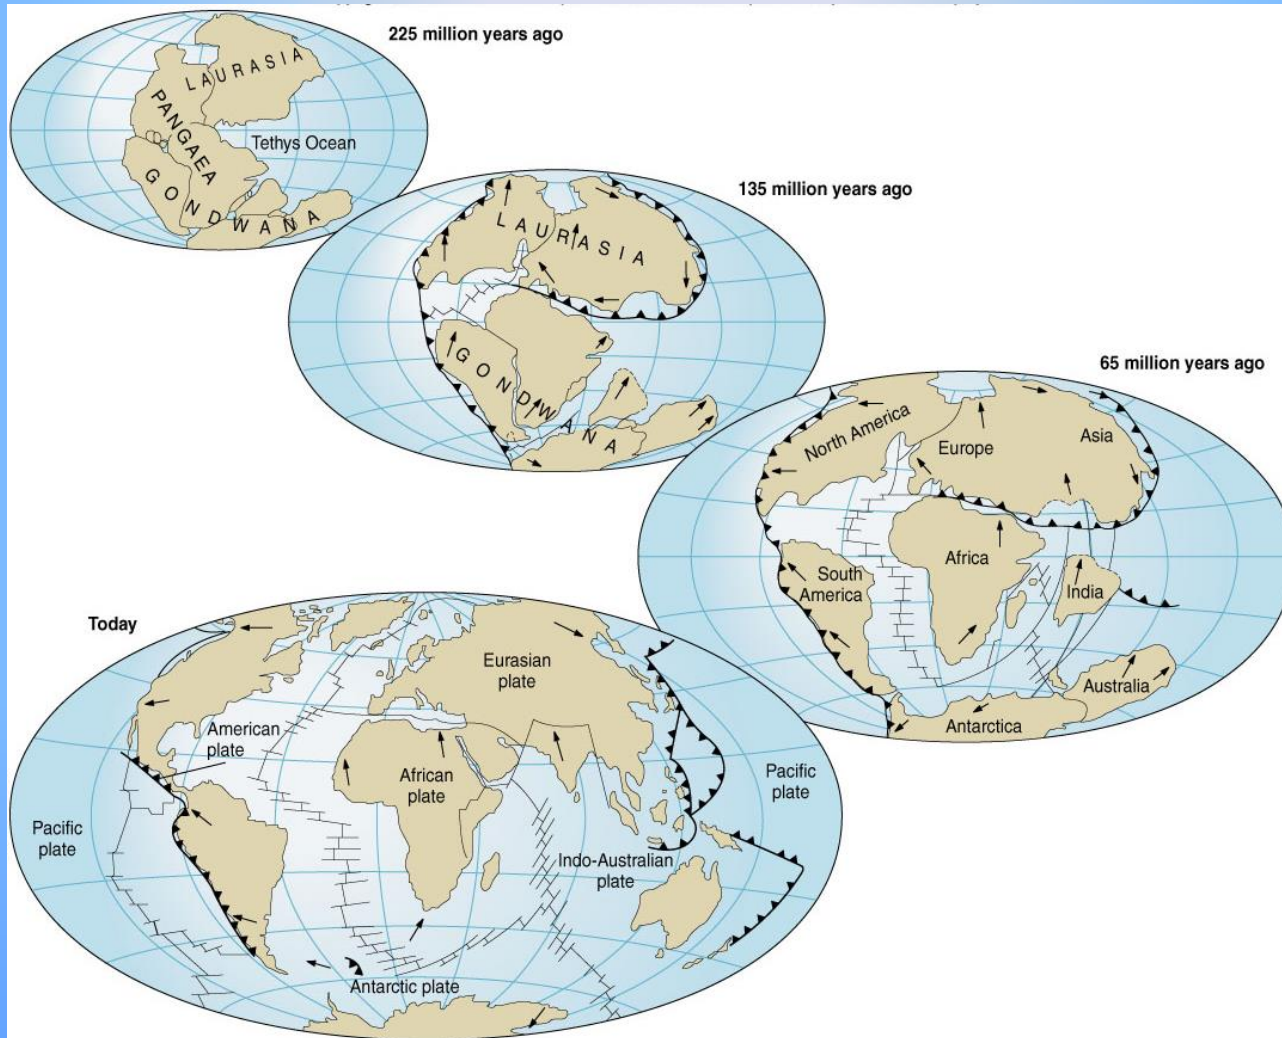 225 million years ago
LAURASIA
PANGAEA
Tethys Ocean
GONDWANA
135 million years ago
LAURASIA
GONDWANA
65 million years ago
North America
Europe
Asia
South
America
Africa
India
Australia
Antarctica
Today
Eurasian
plate
American
plate
African
plate
Pacific
plate
Pacific
plate
Indo-Australian
plate
Antarctic plate